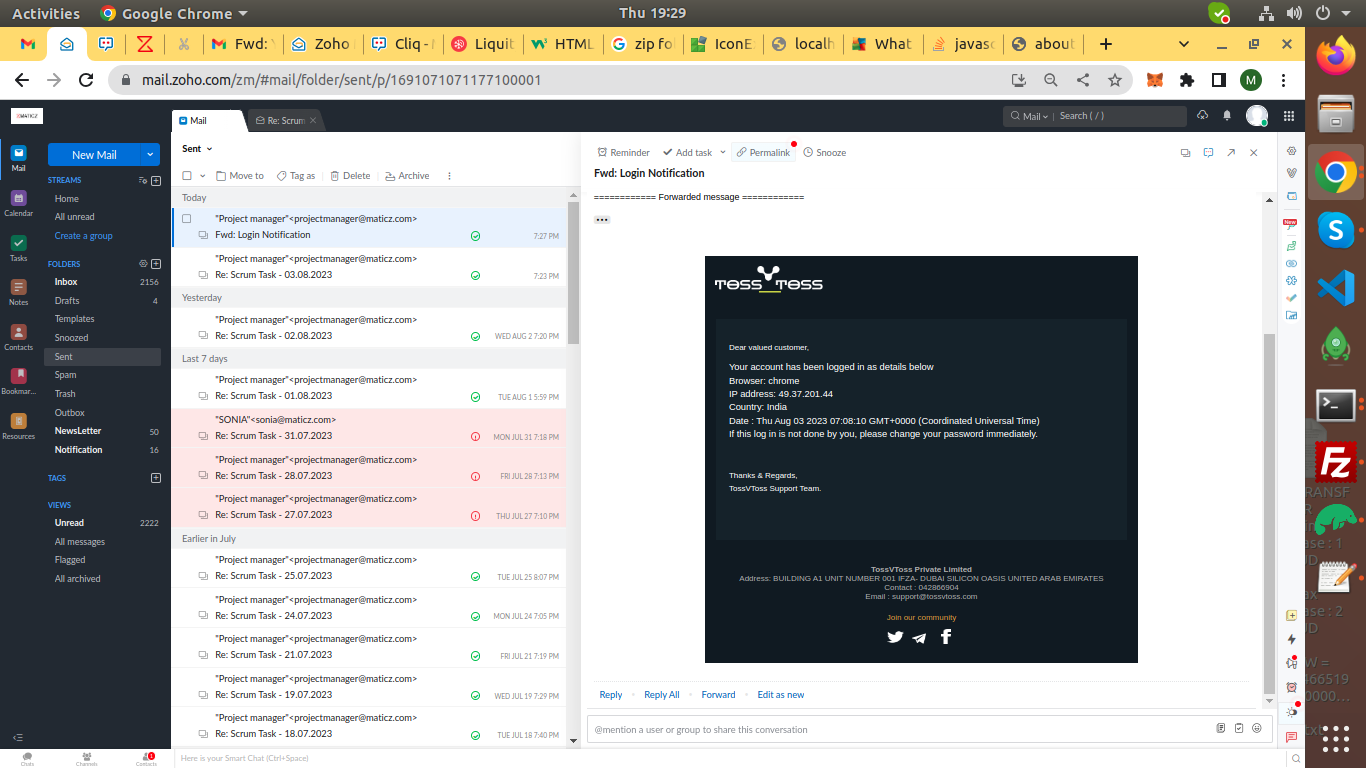 Activities
Google Chrome
Thu 19:29
Fwd: Y
Zoho
Cliq - M
Liquit
HTML
zip fo
IconEx
localh
What
javasc
about
mail.zoho.com/zm/#mail/folder/sent/p/1691071071177100001
M
MATICZ
Mail
Re: Scrum
Mail
Search ( / )
Mail
Calendar
Tasks
Notes
Contacts
Bookmar...
Resources
New Mail
STREAMS
Home
All unread
Create a group
FOLDERS
Inbox 2156
Drafts 4
Templates
Snoozed
Sent
Spam
Trash
Outbox
NewsLetter 50
Notification 16
TAGS
VIEWS
Unread 2222
All messages
Flagged
All archived
Sent
Move to
Tag as
Delete
Archive
Today
"Project manager"<projectmanager@maticz.com>
Fwd: Login Notification 7:27 PM
"Project manager"<projectmanager@maticz.com>
Re: Scrum Task - 03.08.2023 7:23 PM
Yesterday
"Project manager"<projectmanager@maticz.com>
Re: Scrum Task - 02.08.2023 WED AUG 2 7:20 PM
Last 7 days
"Project manager"<projectmanager@maticz.com>
Re: Scrum Task - 01.08.2023 TUE AUG 1 5:59 PM
"SONIA"<sonia@maticz.com>
Re: Scrum Task - 31.07.2023 MON JUL 31 7:18 PM
"Project manager"<projectmanager@maticz.com>
Re: Scrum Task - 28.07.2023 FRI JUL 28 7:13 PM
"Project manager"<projectmanager@maticz.com>
Re: Scrum Task - 27.07.2023 THU JUL 27 7:10 PM
Earlier in July
"Project manager"<projectmanager@maticz.com>
Re: Scrum Task - 25.07.2023 TUE JUL 25 8:07 PM
"Project manager"<projectmanager@maticz.com>
Re: Scrum Task - 24.07.2023 MON JUL 24 7:05 PM
"Project manager"<projectmanager@maticz.com>
Re: Scrum Task - 21.07.2023 FRI JUL 21 7:19 PM
"Project manager"<projectmanager@maticz.com>
Re: Scrum Task - 19.07.2023 WED JUL 19 7:29 PM
"Project manager"<projectmanager@maticz.com>
Re: Scrum Task - 18.07.2023 TUE JUL 18 7:40 PM
Reminder
Add task
Permalink
Snooze
Fwd: Login Notification
============ Forwarded message ============
TossVToss
Dear valued customer,
Your account has been logged in as details below
Browser: chrome
IP address: 49.37.201.44
Country: India
Date : Thu Aug 03 2023 07:08:10 GMT+0000 (Coordinated Universal Time)
If this log in is not done by you, please change your password immediately.
Thanks & Regards,
TossVToss Support Team.
TossVToss Private Limited
Address: BUILDING A1 UNIT NUMBER 001 IFZA- DUBAI SILICON OASIS UNITED ARAB EMIRATES
Contact : 042866904
Email : support@tossvtoss.com
Join our community
Reply
Reply All
Forward
Edit as new
@mention a user or group to share this conversation
New
Chats
Channels
Contacts
Here is your Smart Chat (Ctrl+Space)